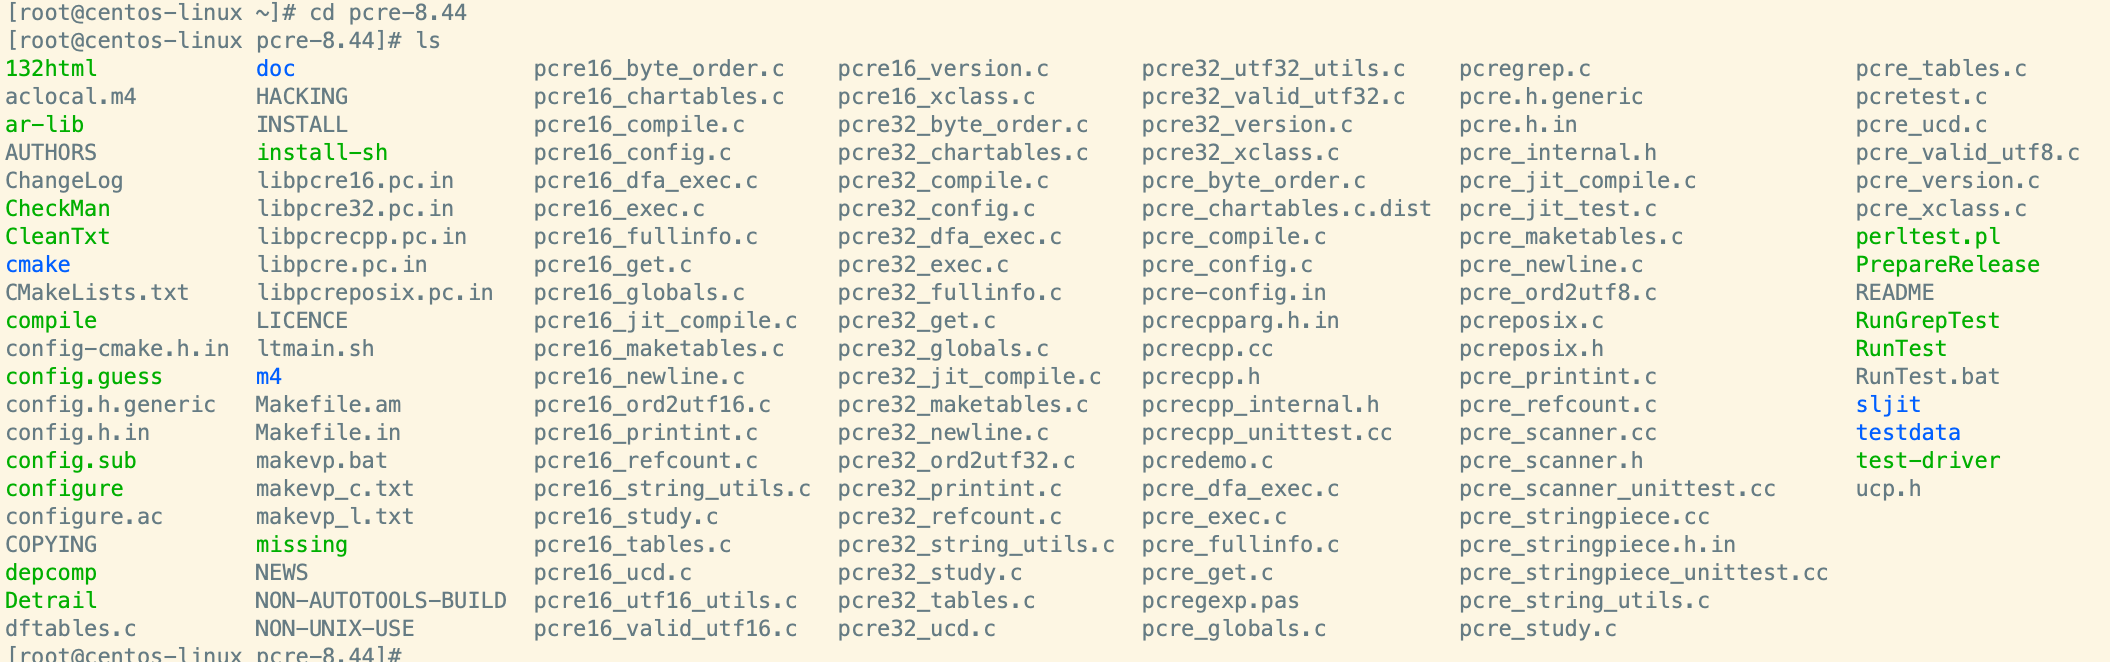 [root@centos-linux ~]# cd pcre-8.44
[root@centos-linux pcre-8.44]# ls
132html doc pcre16_byte_order.c pcre16_version.c pcre32_utf32_utils.c pcregrep.c pcre_tables.c
aclocal.m4 HACKING pcre16_chartables.c pcre16_xclass.c pcre32_valid_utf32.c pcre.h.generic pcretest.c
ar-lib INSTALL pcre16_compile.c pcre32_byte_order.c pcre32_version.c pcre.h.in pcre_ucd.c
AUTHORS install-sh pcre16_config.c pcre32_chartables.c pcre32_xclass.c pcre_internal.h pcre_valid_utf8.c
ChangeLog libpcre16.pc.in pcre16_dfa_exec.c pcre32_compile.c pcre_byte_order.c pcre_jit_compile.c pcre_version.c
CheckMan libpcre32.pc.in pcre16_exec.c pcre32_config.c pcre_chartables.c.dist pcre_jit_test.c pcre_xclass.c
CleanTxt libpcrecpp.pc.in pcre16_fullinfo.c pcre32_dfa_exec.c pcre_compile.c pcre_maketables.c perltest.pl
cmake libpcre.pc.in pcre16_get.c pcre32_exec.c pcre_config.c pcre_newline.c PrepareRelease
CMakeLists.txt libpcreposix.pc.in pcre16_globals.c pcre32_fullinfo.c pcre-config.in pcre_ord2utf8.c README
compile LICENCE pcre16_jit_compile.c pcre32_get.c pcrecpparg.h.in pcreposix.c RunGrepTest
config-cmake.h.in ltmain.sh pcre16_maketables.c pcre32_globals.c pcrecpp.cc pcreposix.h RunTest
config.guess m4 pcre16_newline.c pcre32_jit_compile.c pcrecpp.h pcre_printint.c RunTest.bat
config.h.generic Makefile.am pcre16_ord2utf16.c pcre32_maketables.c pcrecpp_internal.h pcre_refcount.c sljit
config.h.in Makefile.in pcre16_printint.c pcre32_newline.c pcrecpp_unittest.cc pcre_scanner.cc testdata
config.sub makevp.bat pcre16_refcount.c pcre32_ord2utf32.c pcredemo.c pcre_scanner.h test-driver
configure makevp_c.txt pcre16_string_utils.c pcre32_printint.c pcre_dfa_exec.c pcre_scanner_unittest.cc ucp.h
configure.ac makevp_l.txt pcre16_study.c pcre32_refcount.c pcre_exec.c pcre_stringpiece.cc
COPYING missing pcre16_tables.c pcre32_string_utils.c pcre_fullinfo.c pcre_stringpiece.h.in
depcomp NEWS pcre16_ucd.c pcre32_study.c pcre_get.c pcre_stringpiece_unittest.cc
Detrail NON-AUTOTOOLS-BUILD pcre16_utf16_utils.c pcre32_tables.c pcregexp.pas pcre_string_utils.c
dftables.c NON-UNIX-USE pcre16_valid_utf16.c pcre32_ucd.c pcre_globals.c pcre_study.c
[root@centos-linux pcre-8.44]#